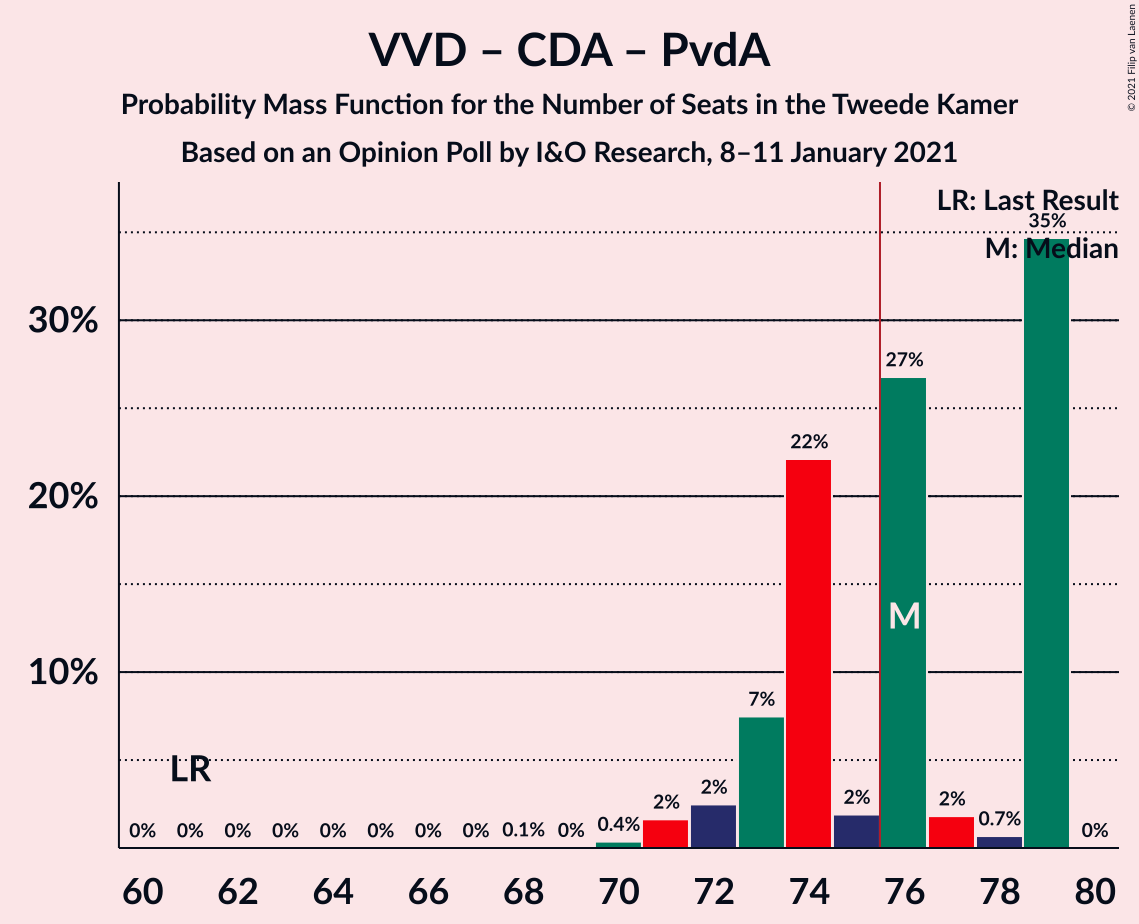 VVD – CDA – PvdA
Probability Mass Function for the Number of Seats in the Tweede Kamer
Based on an Opinion Poll by I&O Research, 8–11 January 2021
© 2021 Filip van Laenen
LR: Last Result
M: Median
35%
30%
27%
22%
20%
M
10%
7%
LR
0% 0% 0% 0% 0% 0% 0% 0% 0.1% 0% 0.4% 2% 2% 2% 2% 0.7% 0%
60 62 64 66 68 70 72 74 76 78 80